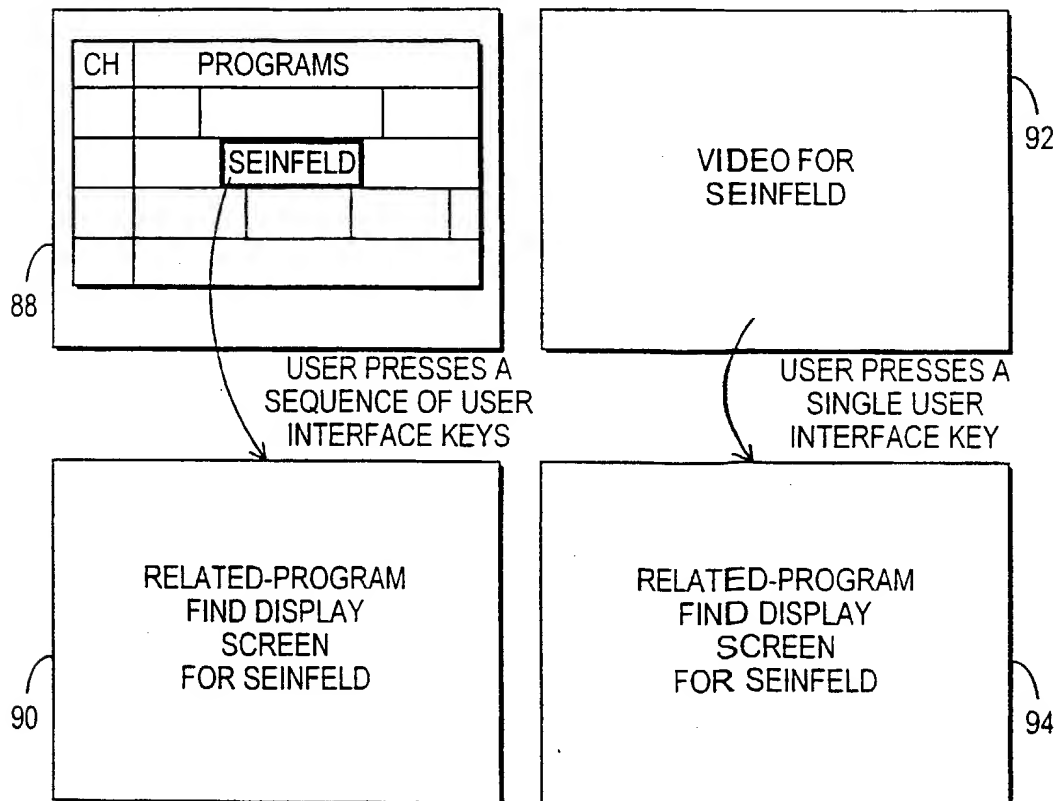 CH PROGRAMS
SEINFELD
88
VIDEO FOR
SEINFELD
92
USER PRESSES A
SEQUENCE OF USER
INTERFACE KEYS
USER PRESSES A
SINGLE USER
INTERFACE KEY
RELATED-PROGRAM
FIND DISPLAY
SCREEN
FOR SEINFELD
90
RELATED-PROGRAM
FIND DISPLAY
SCREEN
FOR SEINFELD
94